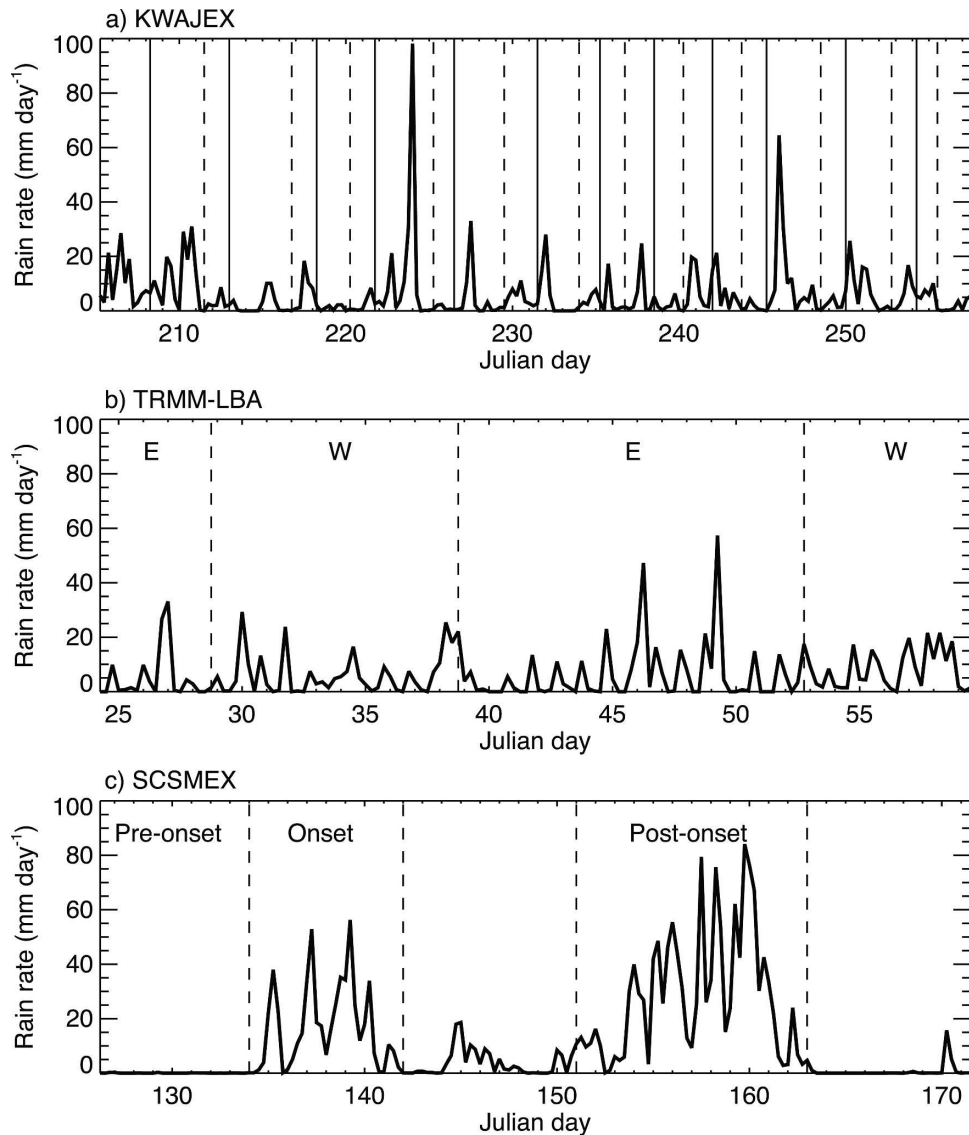 a) KWAJEX
100
80
60
40
20
0
Rain rate (mm day⁻¹)
210 220 230 240 250
Julian day
b) TRMM-LBA
100
80
60
40
20
0
Rain rate (mm day⁻¹)
E W E W
25 30 35 40 45 50 55
Julian day
c) SCSMEX
100
80
60
40
20
0
Rain rate (mm day⁻¹)
Pre-onset Onset Post-onset
130 140 150 160 170
Julian day